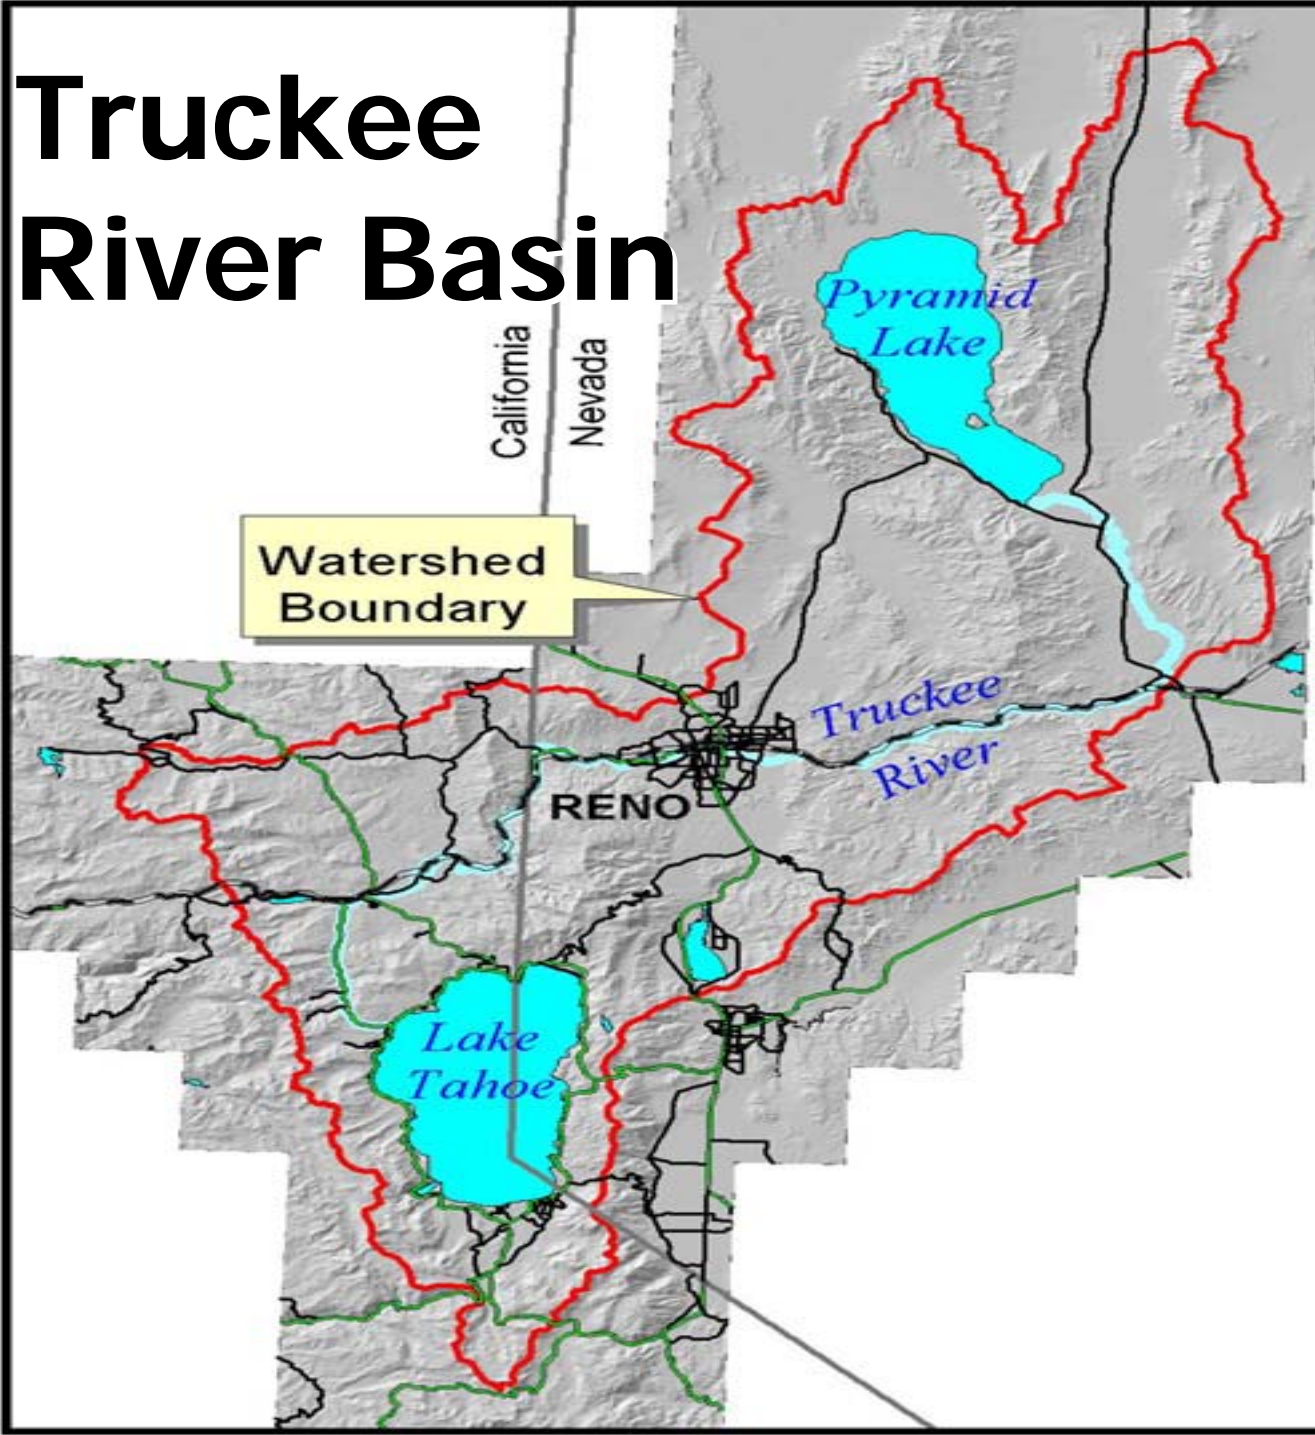 Truckee
River Basin
California
Nevada
Pyramid
Lake
Watershed
Boundary
Truckee
River
RENO
Lake
Tahoe